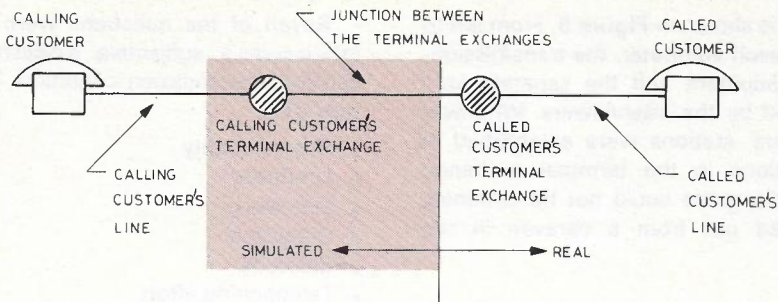 CALLING
CUSTOMER
JUNCTION BETWEEN
THE TERMINAL EXCHANGES
CALLED
CUSTOMER
CALLING CUSTOMER'S
TERMINAL EXCHANGE
CALLED
CUSTOMER'S
TERMINAL
EXCHANGE
CALLING
CUSTOMER'S
LINE
CALLED
CUSTOMER'S
LINE
SIMULATED
REAL